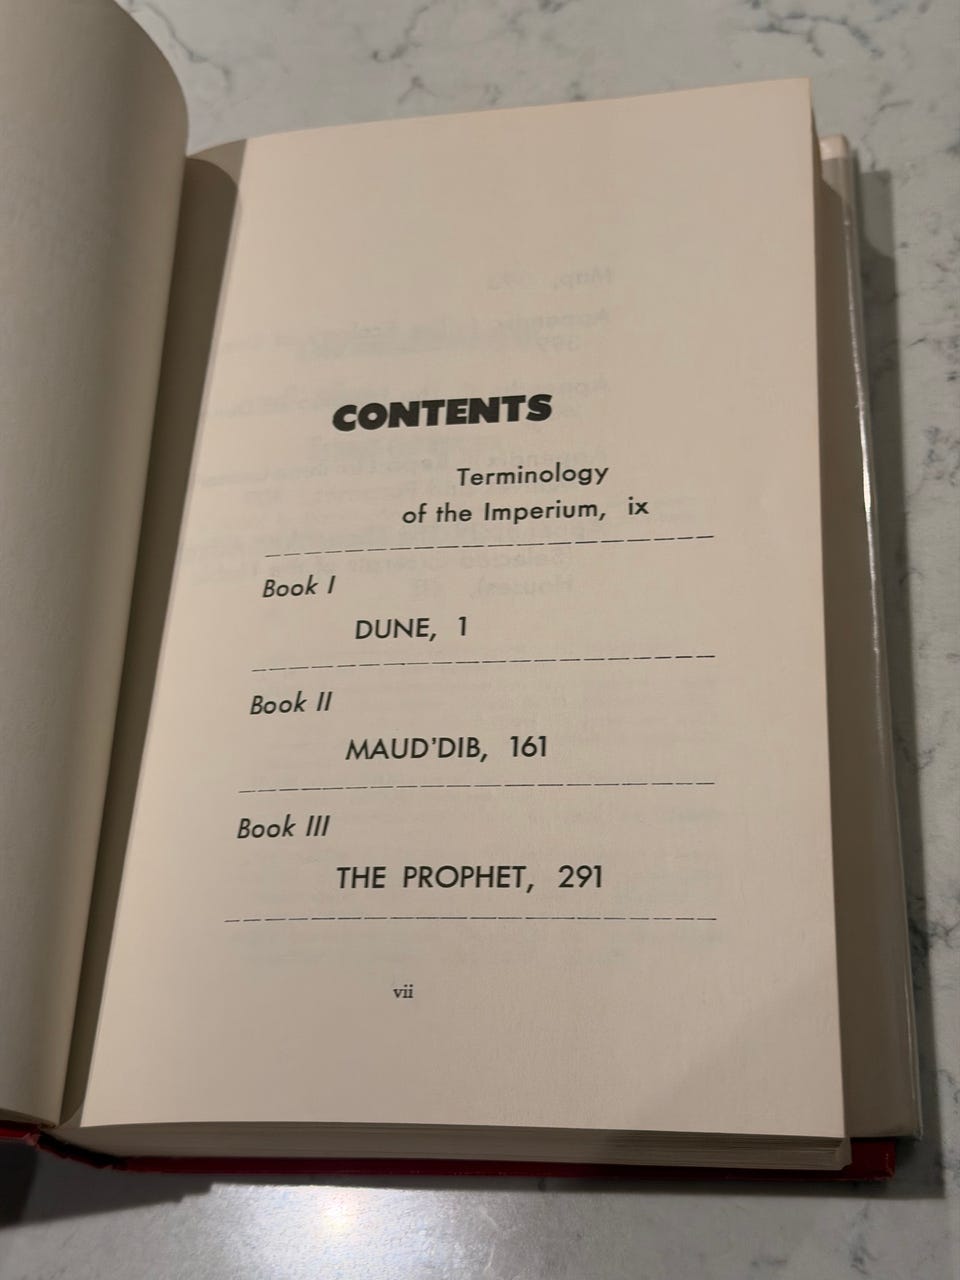 CONTENTS
Terminology
of the Imperium, ix
Book I
DUNE, 1
Book II
MAUD'DIB, 161
Book III
THE PROPHET, 291
vii